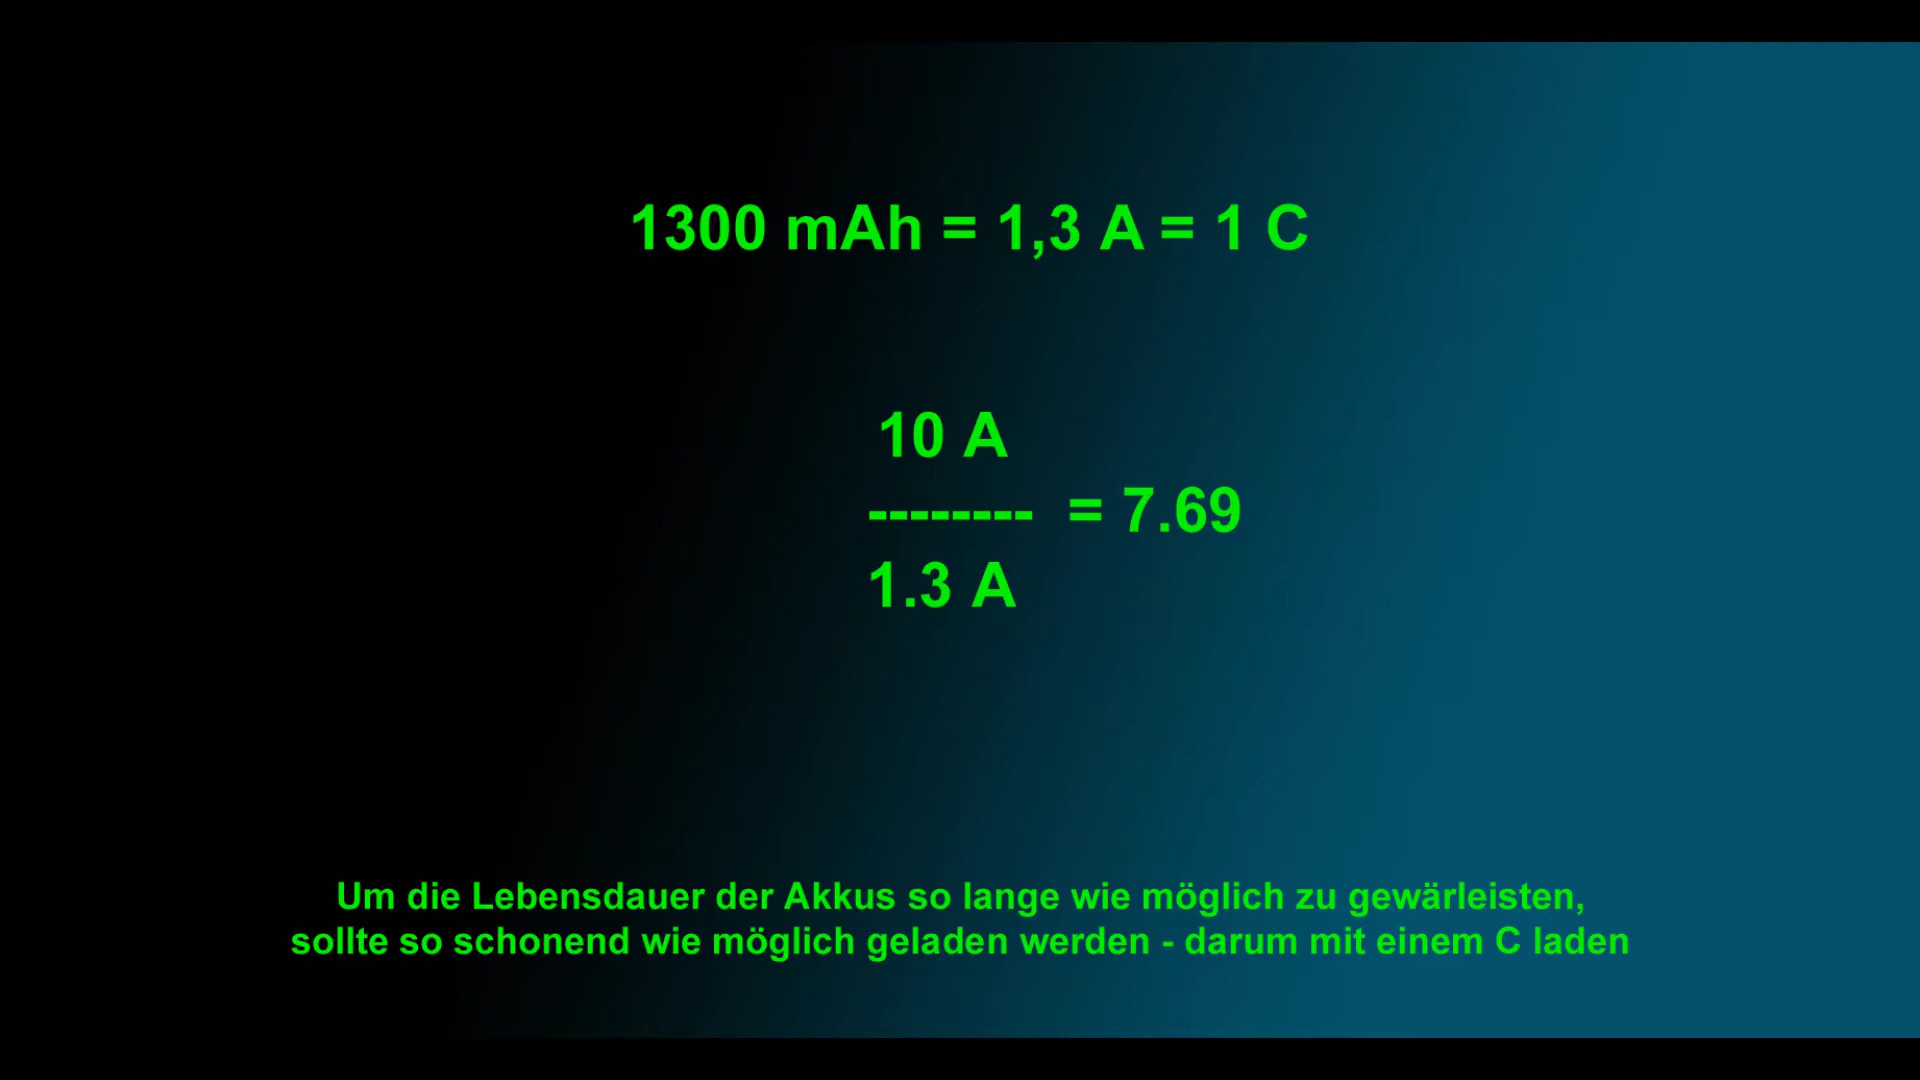 1300 mAh = 1,3 A = 1 C
10 A
-------- = 7.69
1.3 A
Um die Lebensdauer der Akkus so lange wie möglich zu gewärleisten,
sollte so schonend wie möglich geladen werden - darum mit einem C laden